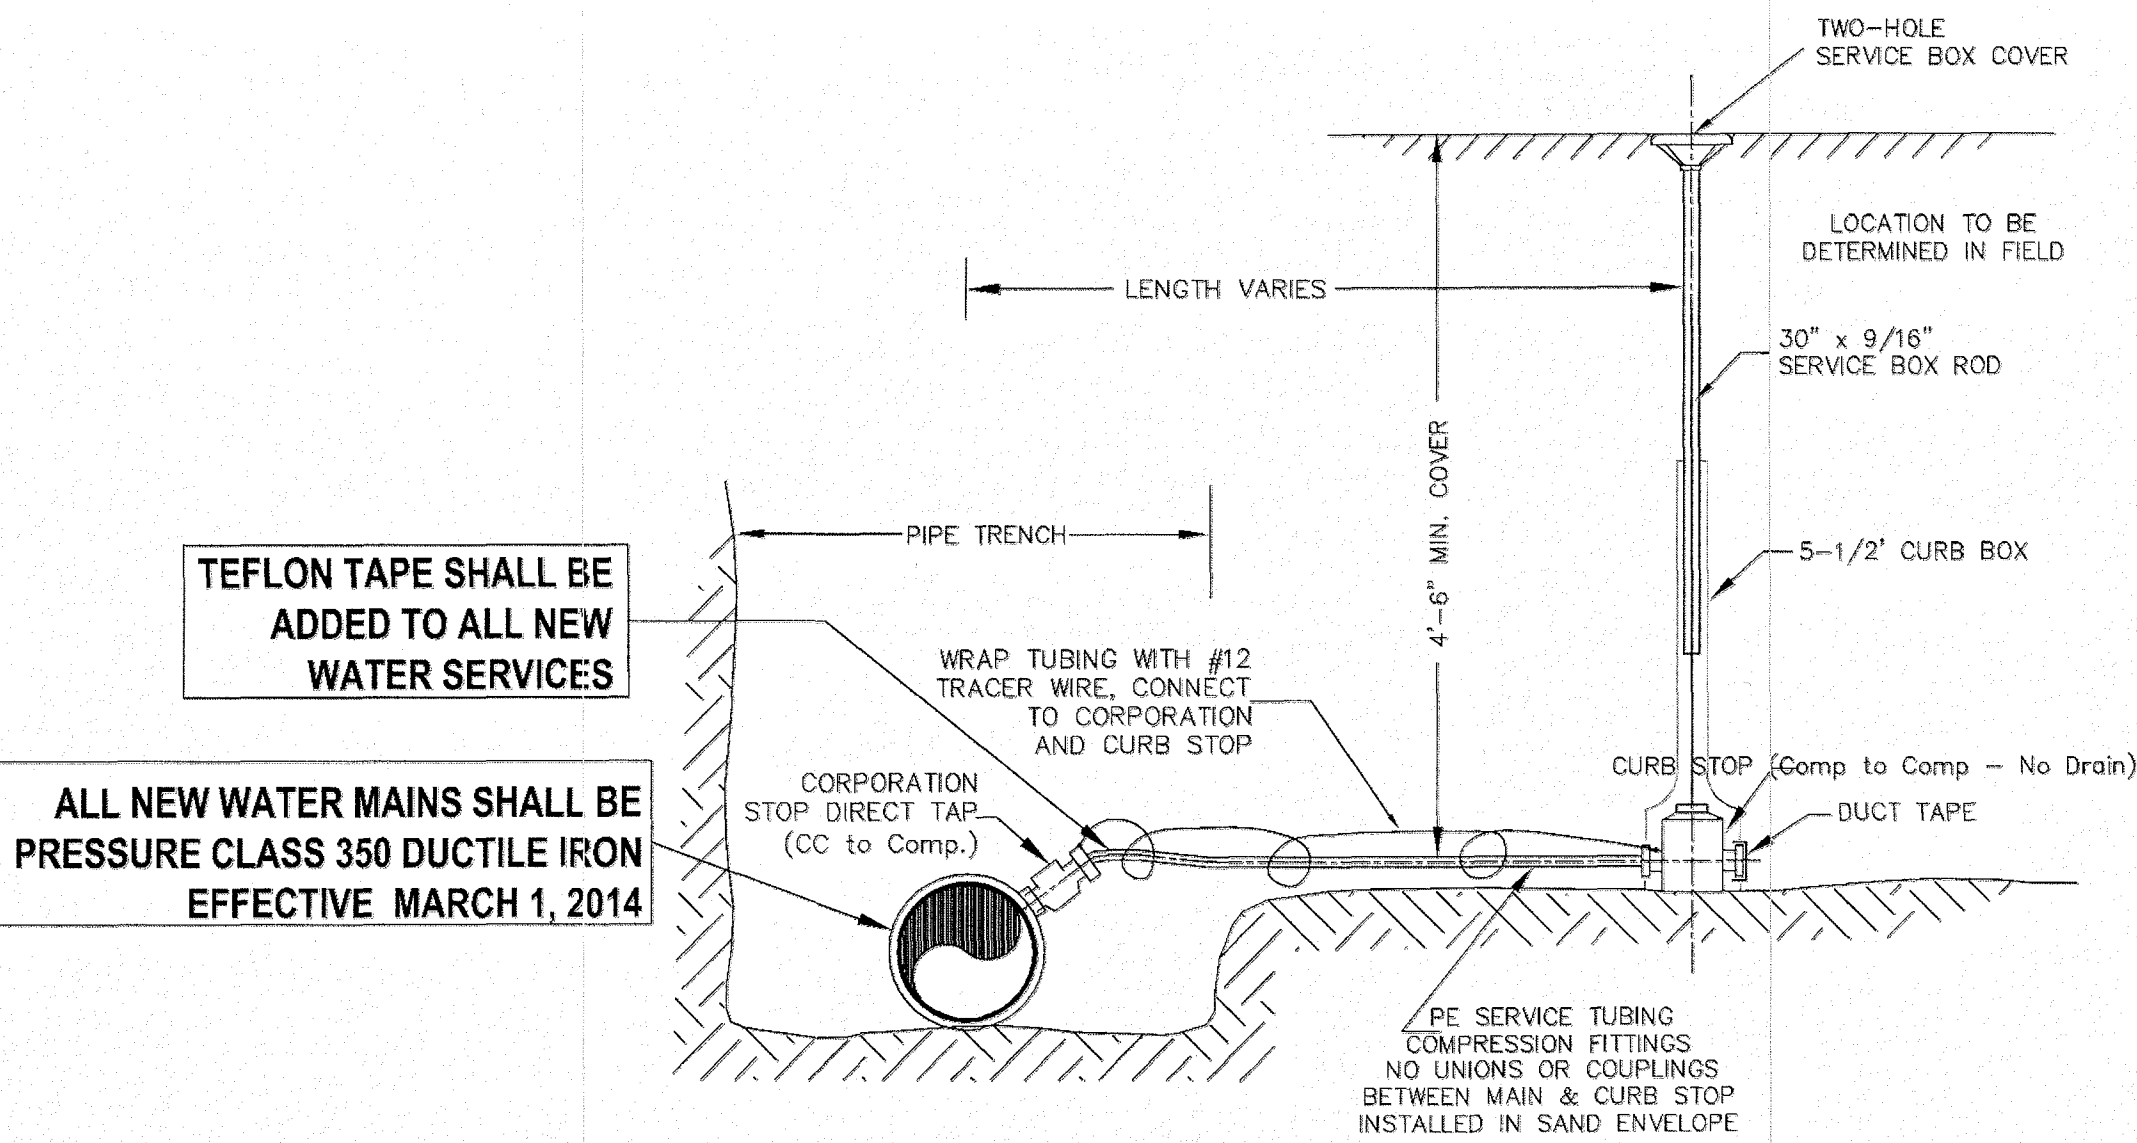 TWO-HOLE
SERVICE BOX COVER
LOCATION TO BE
DETERMINED IN FIELD
LENGTH VARIES
30" x 9/16"
SERVICE BOX ROD
4'-6" MIN. COVER
PIPE TRENCH
5-1/2' CURB BOX
TEFLON TAPE SHALL BE
ADDED TO ALL NEW
WATER SERVICES
WRAP TUBING WITH #12
TRACER WIRE, CONNECT
TO CORPORATION
AND CURB STOP
CURB STOP (Comp to Comp - No Drain)
CORPORATION
STOP DIRECT TAP
(CC to Comp.)
DUCT TAPE
ALL NEW WATER MAINS SHALL BE
PRESSURE CLASS 350 DUCTILE IRON
EFFECTIVE MARCH 1, 2014
PE SERVICE TUBING
COMPRESSION FITTINGS
NO UNIONS OR COUPLINGS
BETWEEN MAIN & CURB STOP
INSTALLED IN SAND ENVELOPE